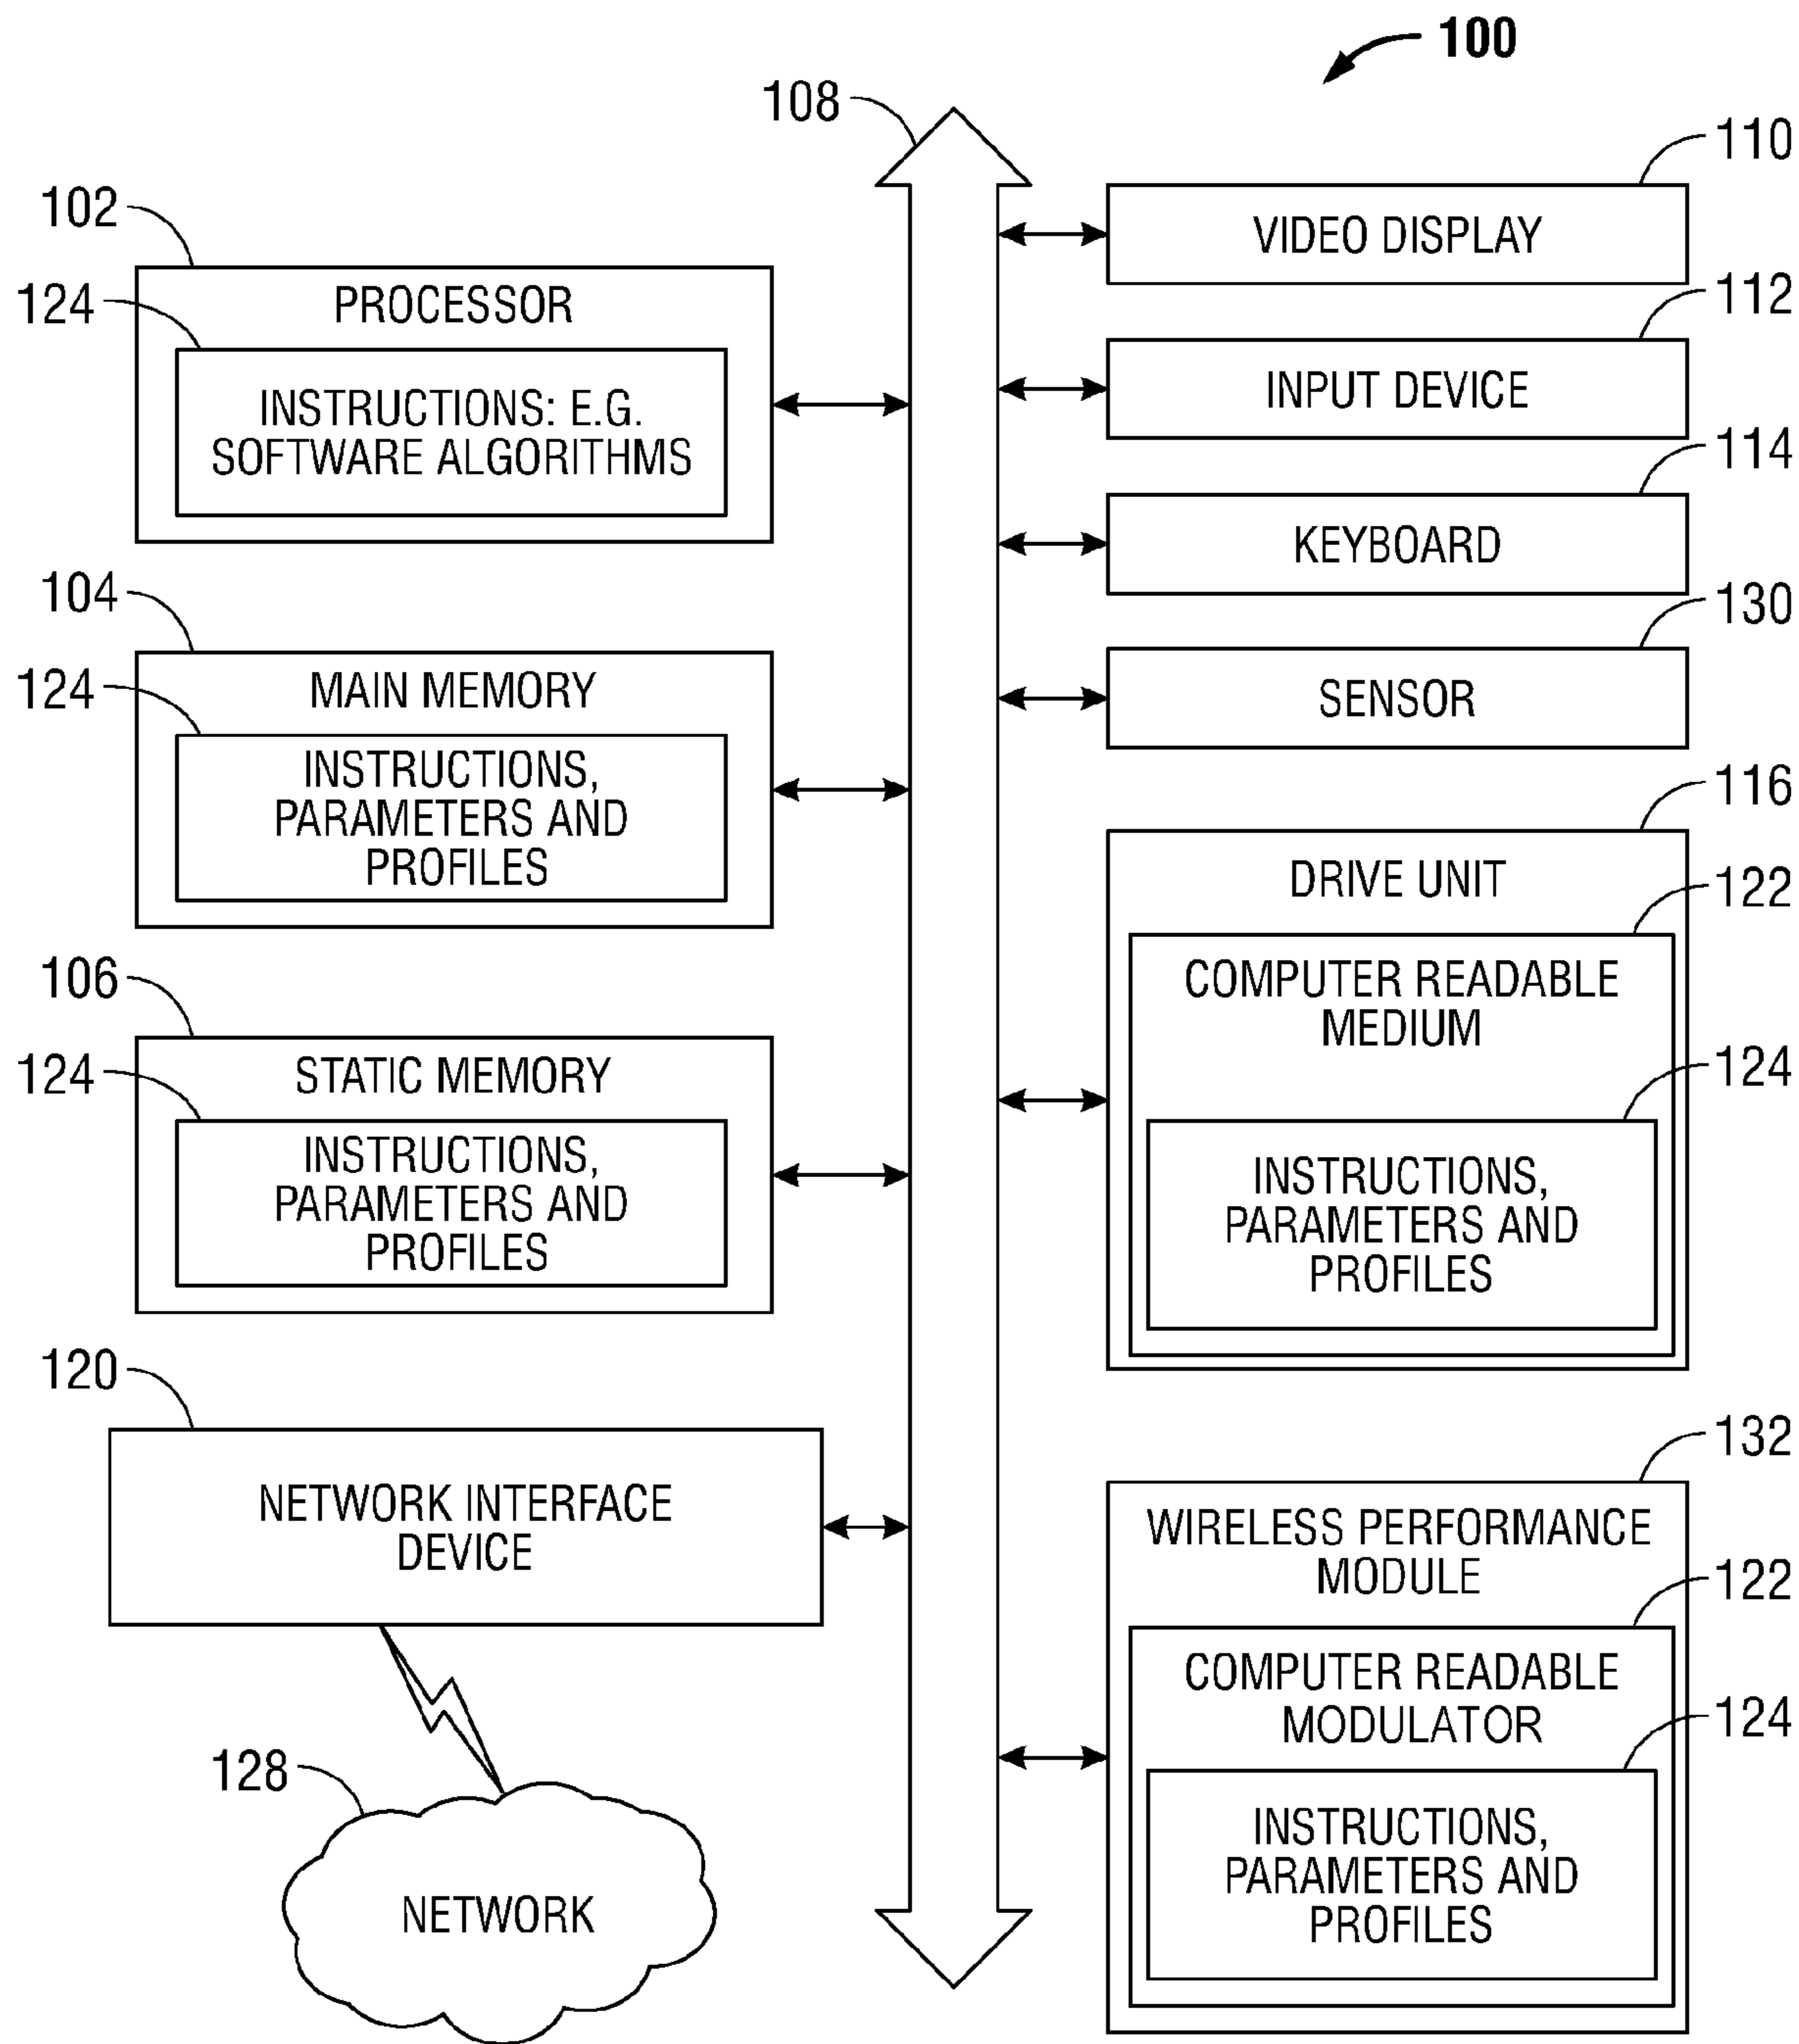 100
108
102
124
PROCESSOR
INSTRUCTIONS: E.G.
SOFTWARE ALGORITHMS
104
124
MAIN MEMORY
INSTRUCTIONS,
PARAMETERS AND
PROFILES
106
124
STATIC MEMORY
INSTRUCTIONS,
PARAMETERS AND
PROFILES
120
NETWORK INTERFACE
DEVICE
128
NETWORK
110
VIDEO DISPLAY
112
INPUT DEVICE
114
KEYBOARD
130
SENSOR
116
DRIVE UNIT
122
COMPUTER READABLE
MEDIUM
124
INSTRUCTIONS,
PARAMETERS AND
PROFILES
132
WIRELESS PERFORMANCE
MODULE
122
COMPUTER READABLE
MODULATOR
124
INSTRUCTIONS,
PARAMETERS AND
PROFILES